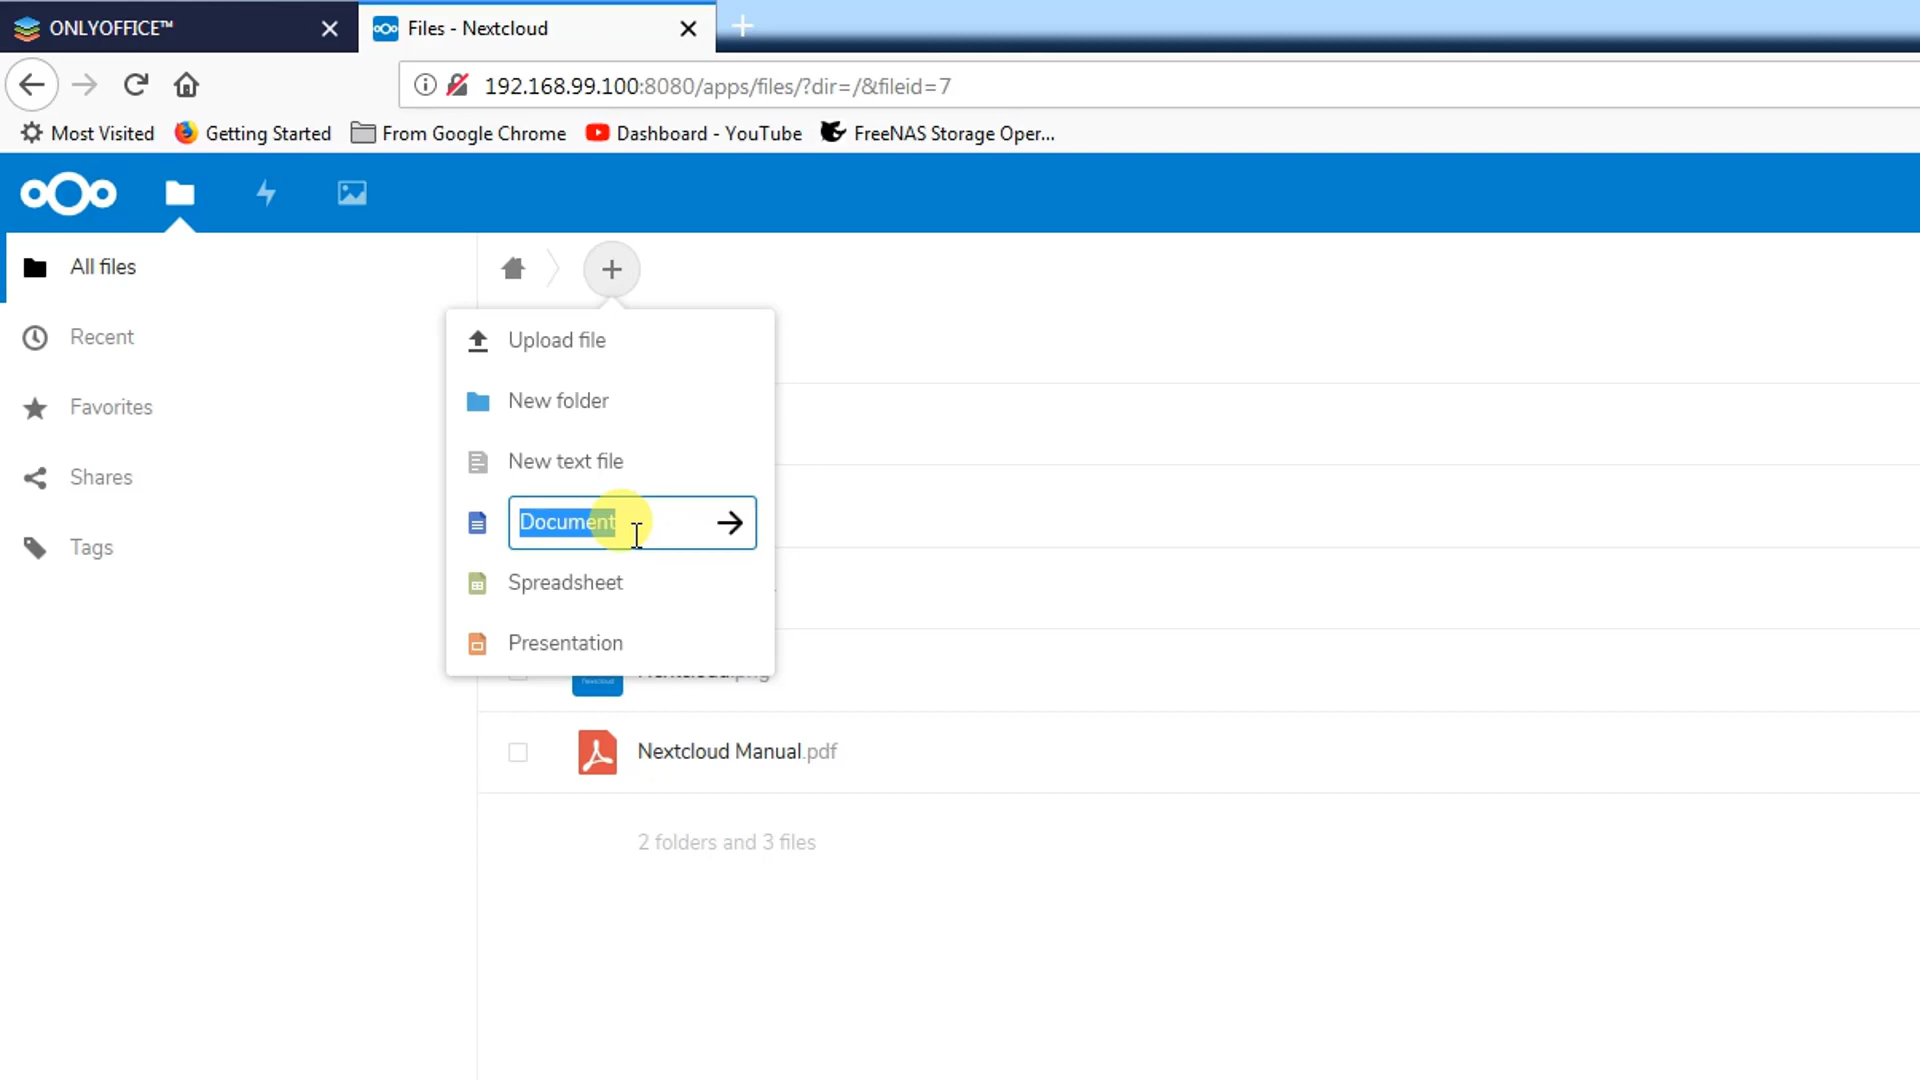 ONLYOFFICE™
Files - Nextcloud
192.168.99.100:8080/apps/files/?dir=/&fileid=7
Most Visited Getting Started From Google Chrome Dashboard - YouTube FreeNAS Storage Oper...
All files
Recent
Favorites
Shares
Tags
Upload file
New folder
New text file
Document
Spreadsheet
Presentation
Nextcloud.png
Nextcloud Manual.pdf
2 folders and 3 files